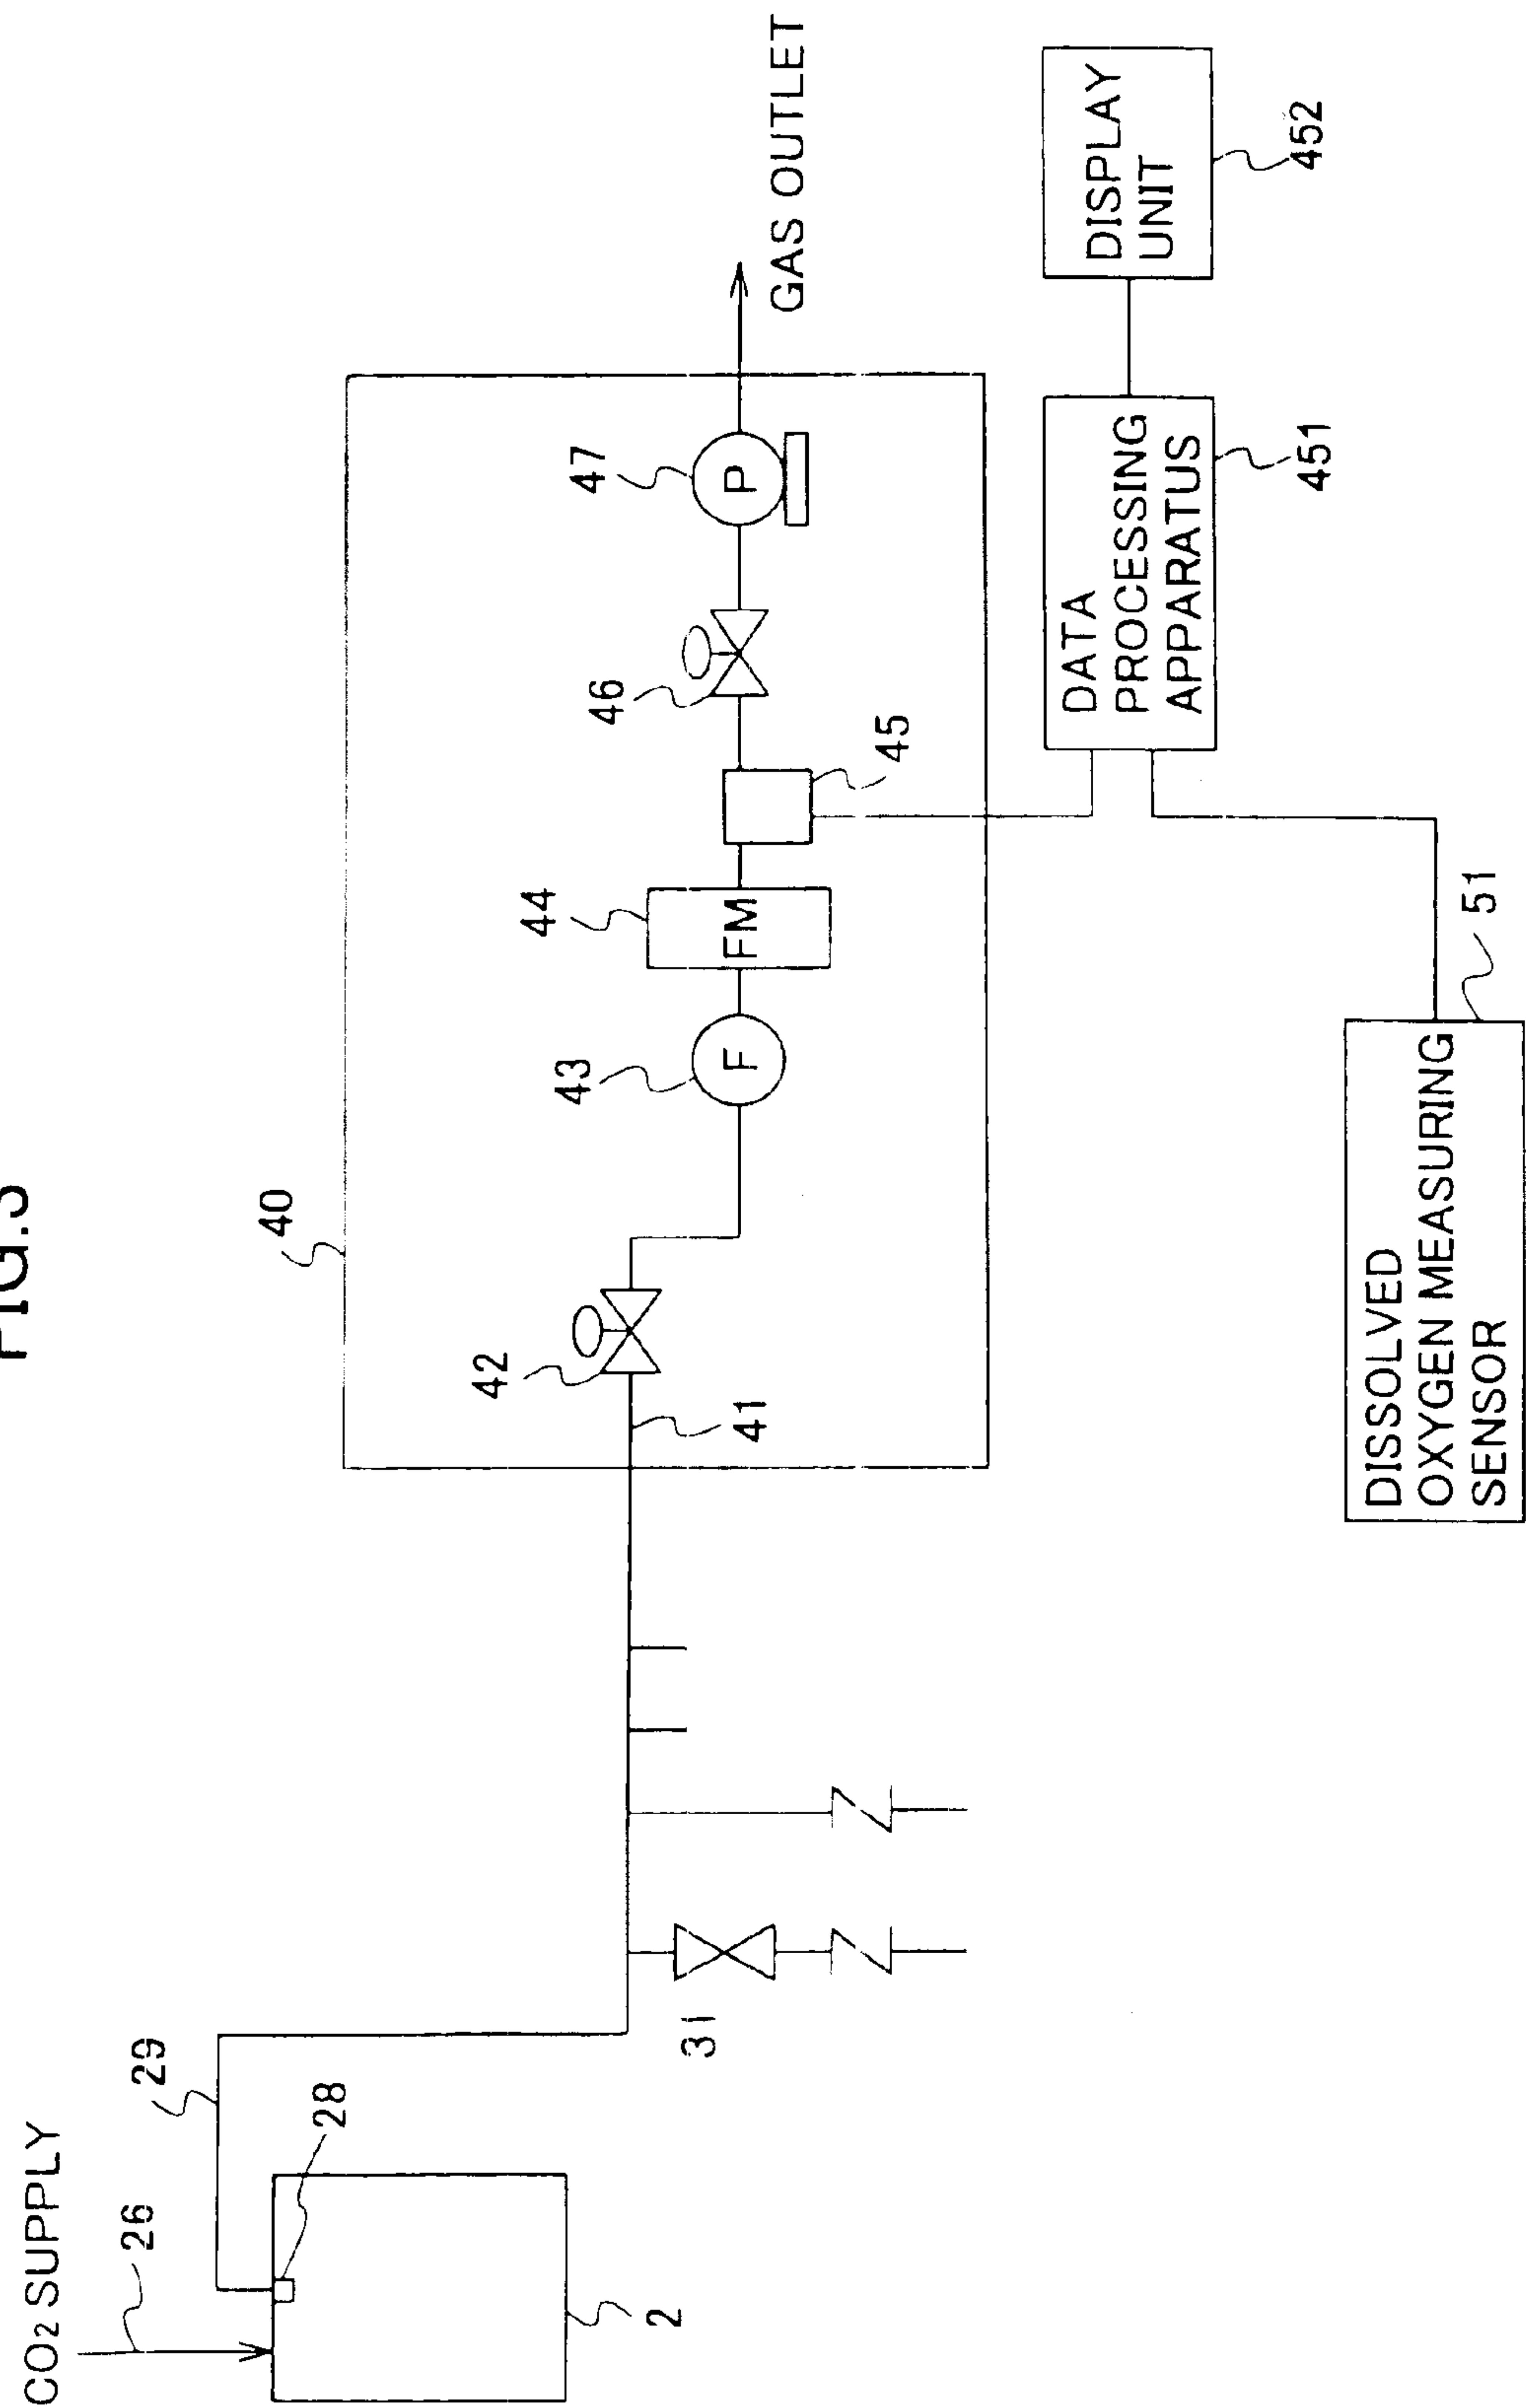 FIG.3
CO2 SUPPLY
26
29
28
2
31
40
41
42
43
F
44
FM
45
46
47
P
GAS OUTLET
DATA
PROCESSING
APPARATUS
451
DISPLAY
UNIT
452
DISSOLVED
OXYGEN MEASURING
SENSOR
51